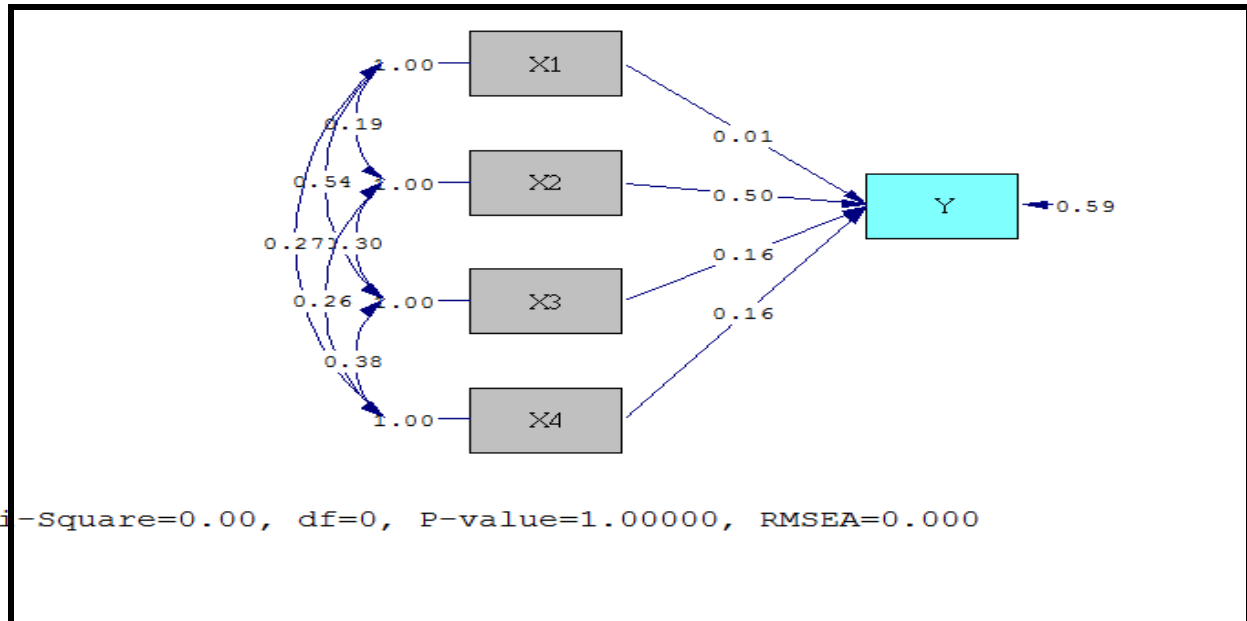 1.00 X1
0.19
0.01
0.54 1.00 X2
0.50
Y 0.59
0.27 0.30
0.16
0.26 1.00 X3
0.16
0.38
1.00 X4
i-Square=0.00, df=0, P-value=1.00000, RMSEA=0.000